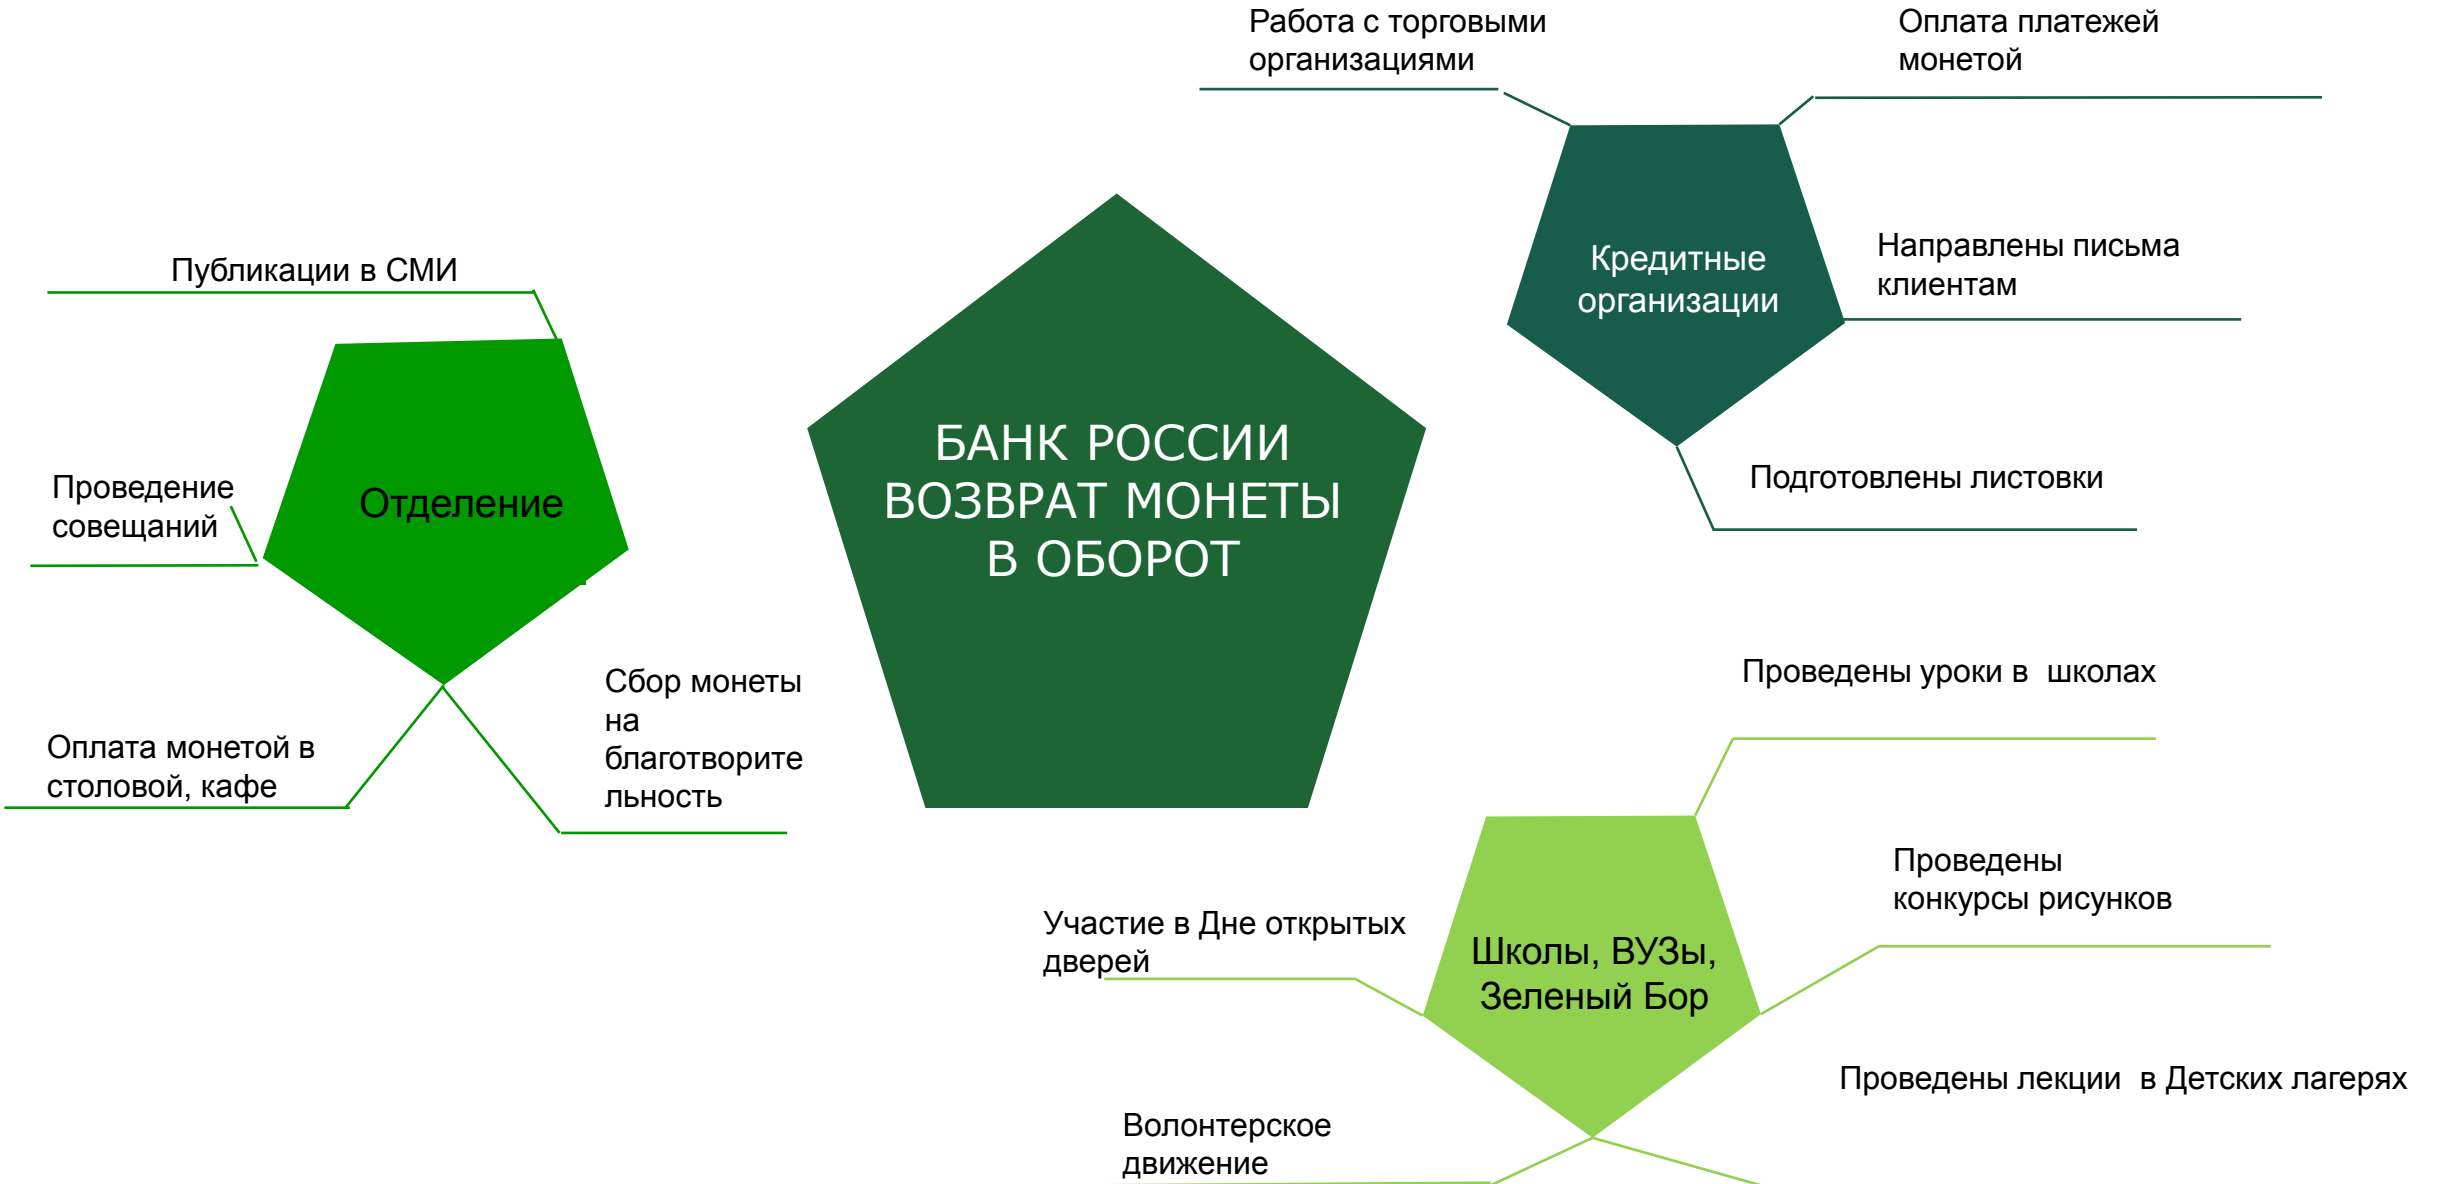 Работа с торговыми
организациями
Оплата платежей
монетой
Кредитные
организации
Направлены письма
клиентам
Подготовлены листовки
Публикации в СМИ
Отделение
Проведение
совещаний
Оплата монетой в
столовой, кафе
Сбор монеты
на
благотворите
льность
БАНК РОССИИ
ВОЗВРАТ МОНЕТЫ
В ОБОРОТ
Проведены уроки в  школах
Проведены
конкурсы рисунков
Участие в Дне открытых
дверей
Школы, ВУЗы,
Зеленый Бор
Проведены лекции  в Детских лагерях
Волонтерское
движение